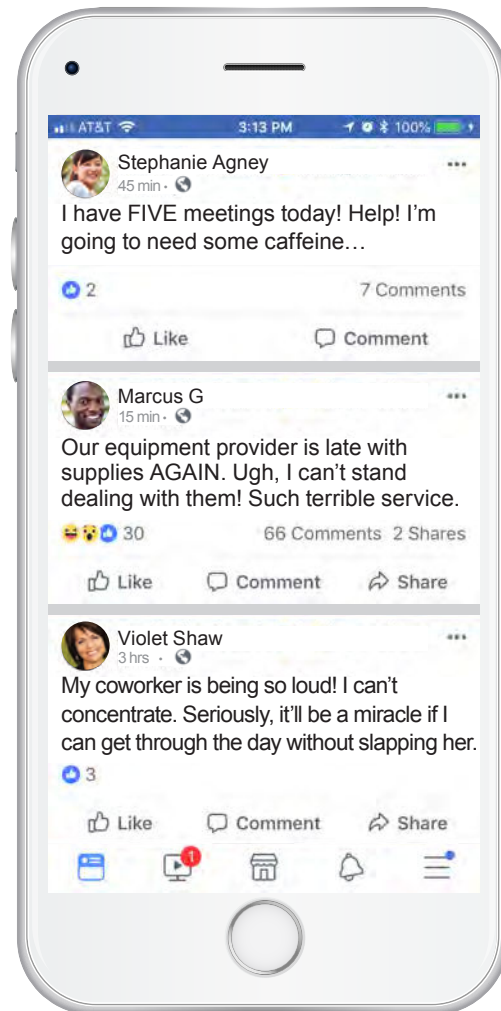 AT&T 3:13 PM 100%
Stephanie Agney
45 min ·
I have FIVE meetings today! Help! I’m
going to need some caffeine…
2 7 Comments
Like Comment
Marcus G
15 min ·
Our equipment provider is late with
supplies AGAIN. Ugh, I can’t stand
dealing with them! Such terrible service.
30 66 Comments 2 Shares
Like Comment Share
Violet Shaw
3 hrs ·
My coworker is being so loud! I can’t
concentrate. Seriously, it’ll be a miracle if I
can get through the day without slapping her.
3
Like Comment Share
1